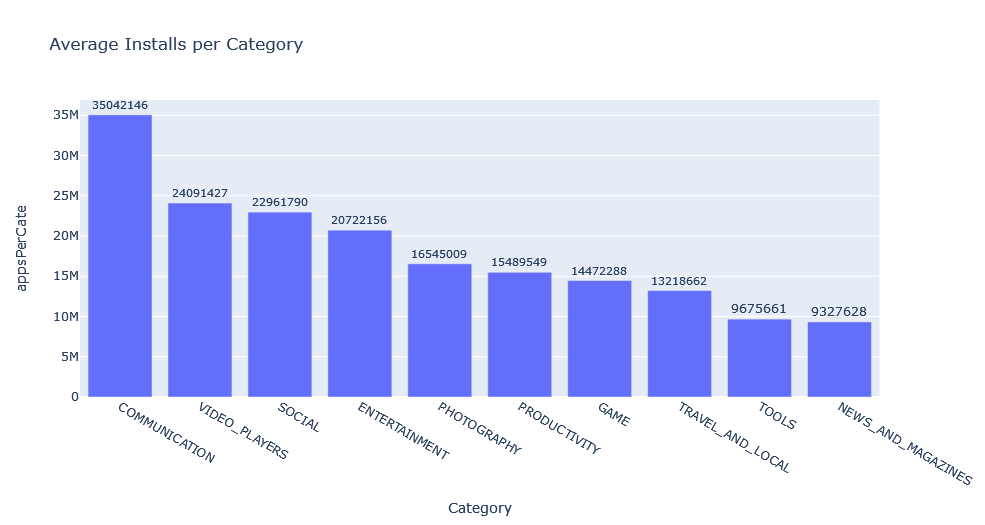 Average Installs per Category
appsPerCate
35M
30M
25M
20M
15M
10M
5M
0
35042146
24091427
22961790
20722156
16545009
15489549
14472288
13218662
9675661
9327628
COMMUNICATION
VIDEO_PLAYERS
SOCIAL
ENTERTAINMENT
PHOTOGRAPHY
PRODUCTIVITY
GAME
TRAVEL_AND_LOCAL
TOOLS
NEWS_AND_MAGAZINES
Category